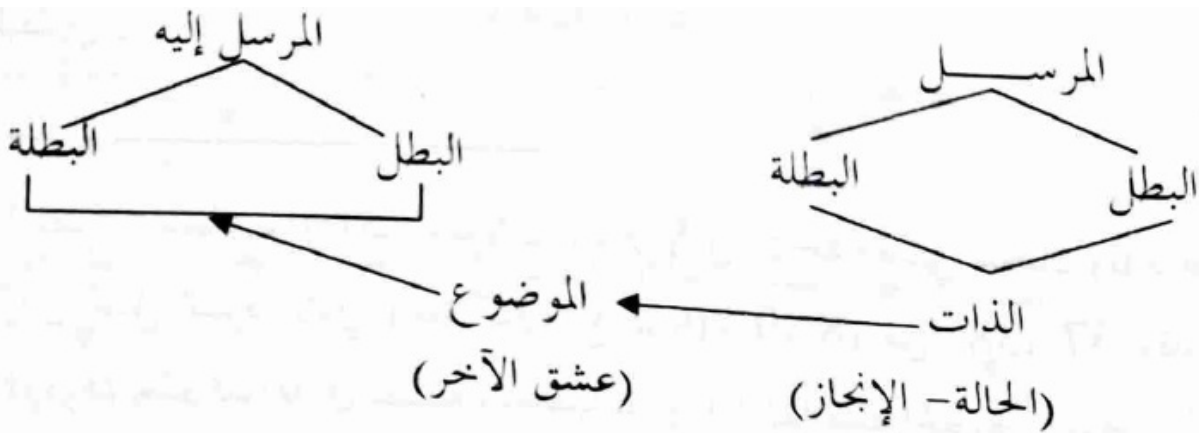 المرسل
المرسل إليه
البطل
البطلة
البطل
البطلة
الذات
الموضوع
(الحالة- الإنجاز)
(عشق الآخر)